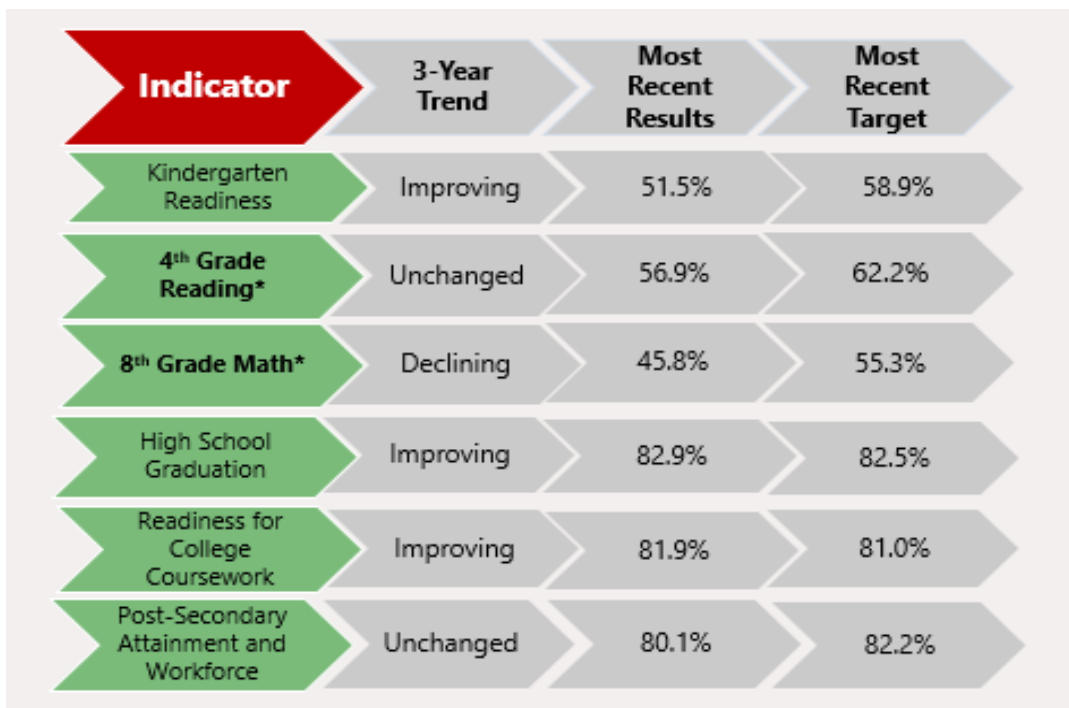 Indicator
3-Year
Trend
Most
Recent
Results
Most
Recent
Target
Kindergarten
Readiness
Improving
51.5%
58.9%
4th Grade
Reading*
Unchanged
56.9%
62.2%
8th Grade Math*
Declining
45.8%
55.3%
High School
Graduation
Improving
82.9%
82.5%
Readiness for
College
Coursework
Improving
81.9%
81.0%
Post-Secondary
Attainment and
Workforce
Unchanged
80.1%
82.2%